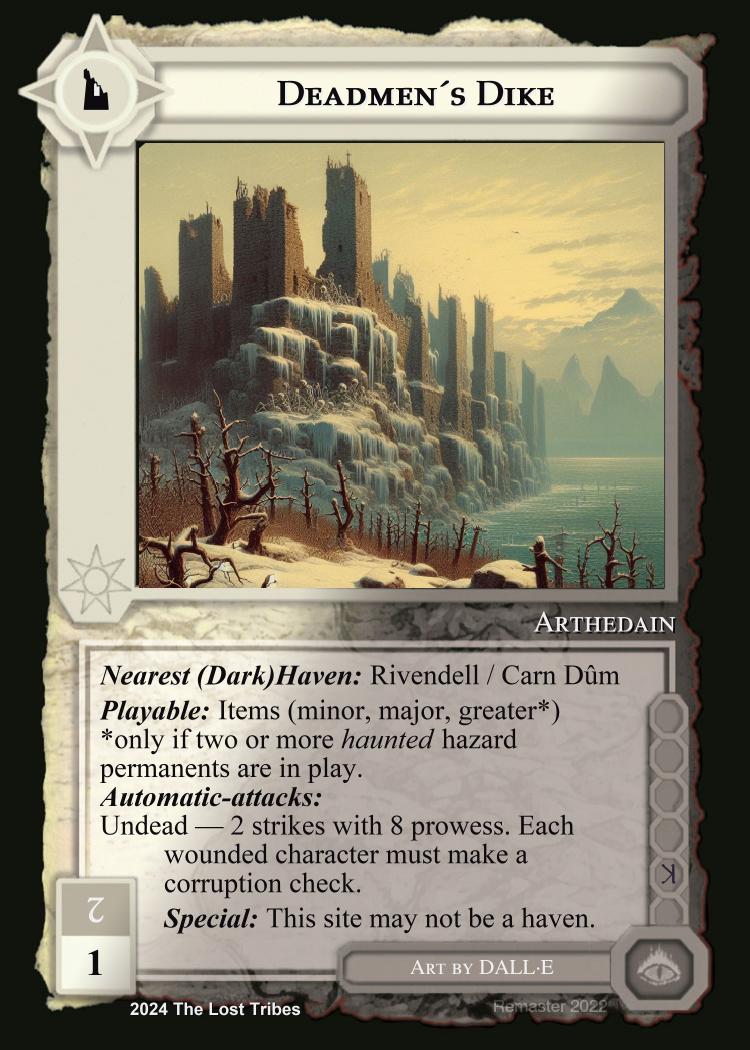 Deadmen´s Dike
Arthedain
Nearest (Dark)Haven: Rivendell / Carn Dûm
Playable: Items (minor, major, greater*)
*only if two or more haunted hazard
permanents are in play.
Automatic-attacks:
Undead — 2 strikes with 8 prowess. Each
wounded character must make a
corruption check.
Special: This site may not be a haven.
2
1
Art by DALL·E
2024 The Lost Tribes
Remaster 2022